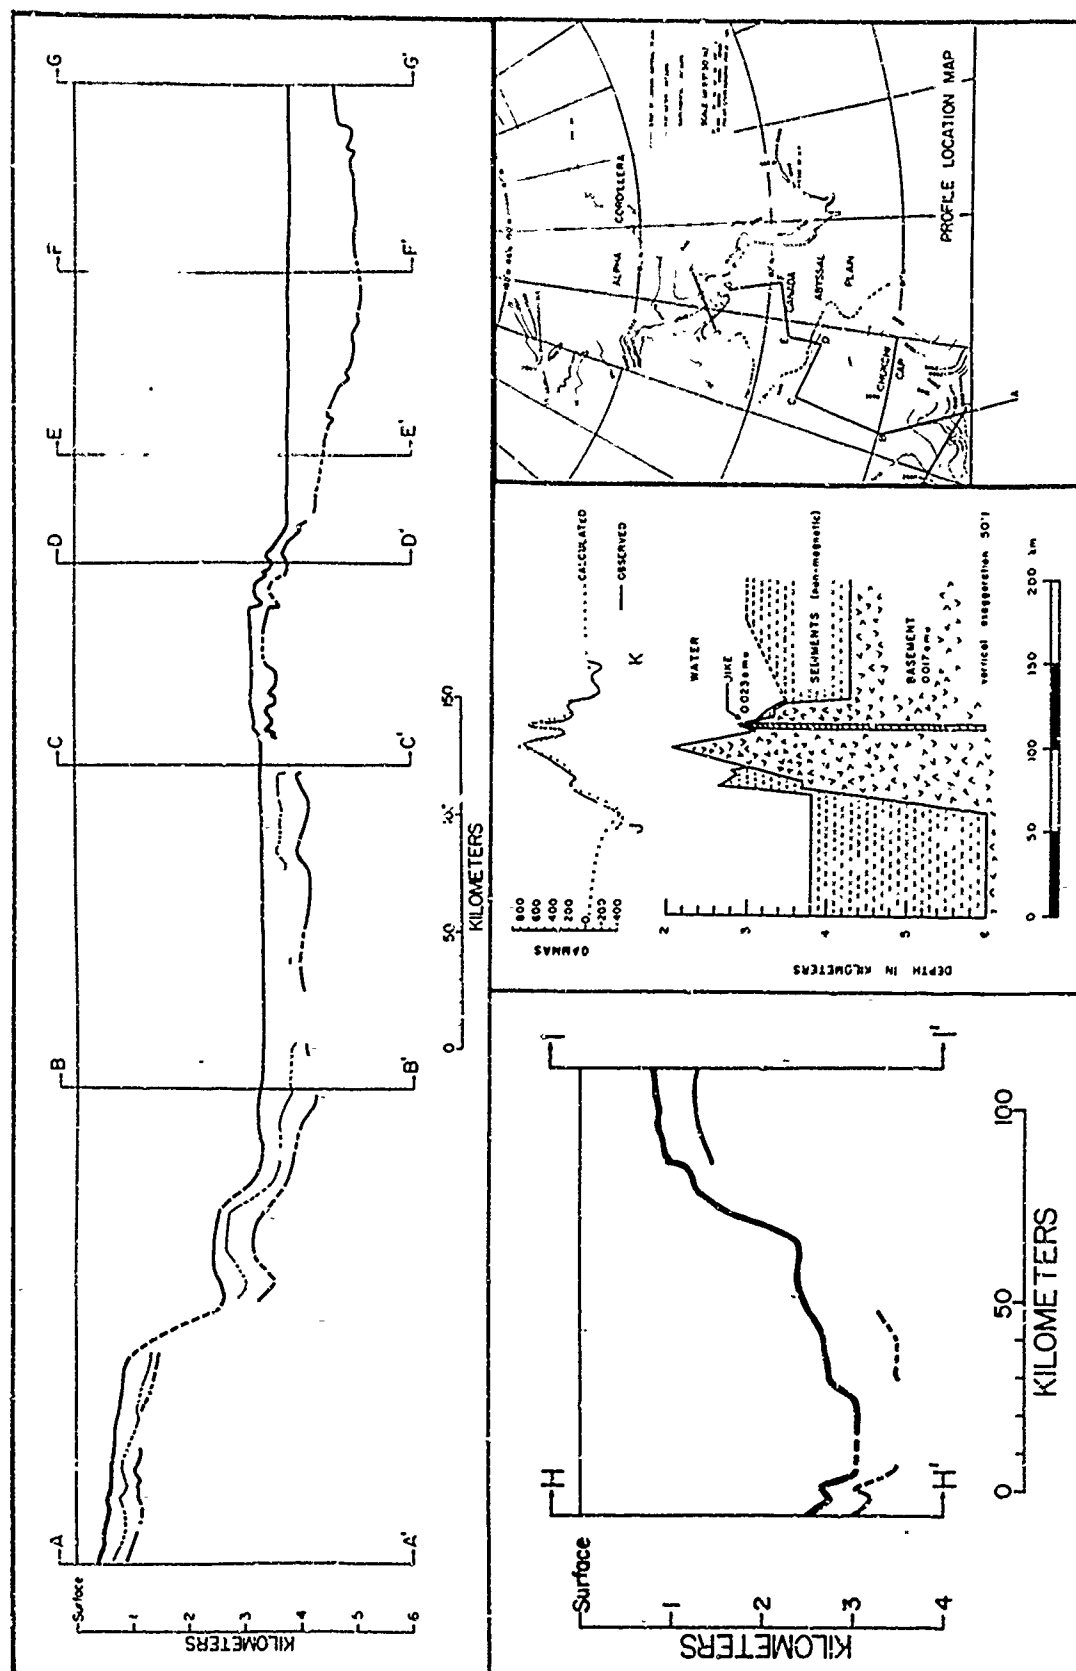 A
B
C
D
E
F
G
Surface
1
2
3
4
5
6
KILOMETERS
A'
B'
C'
D'
E'
F'
G'
0
50
150
KILOMETERS
H
I
Surface
1
2
3
4
KILOMETERS
H'
I'
0
50
100
KILOMETERS
800
600
400
200
0
-200
-400
GAMMAS
J
K
CALCULATED
OBSERVED
WATER
SEDIMENTS (non-magnetic)
BASEMENT
vertical exaggeration 50:1
2
3
4
5
DEPTH IN KILOMETERS
0
50
100
150
200 km
ALPHA
CORDILLERA
CANADA
ABYSSAL
PLAIN
CHUKCHI
CAP
A
B
C
D
E
F
G
PROFILE LOCATION MAP